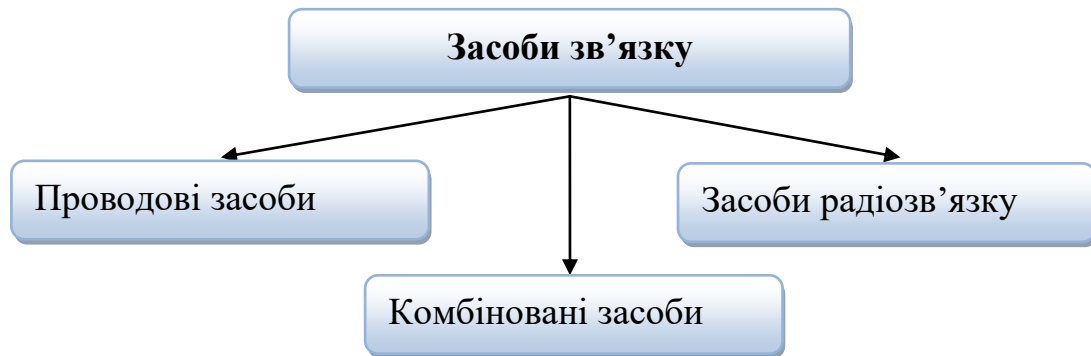 Засоби зв’язку
Проводові засоби
Засоби радіозв’язку
Комбіновані засоби